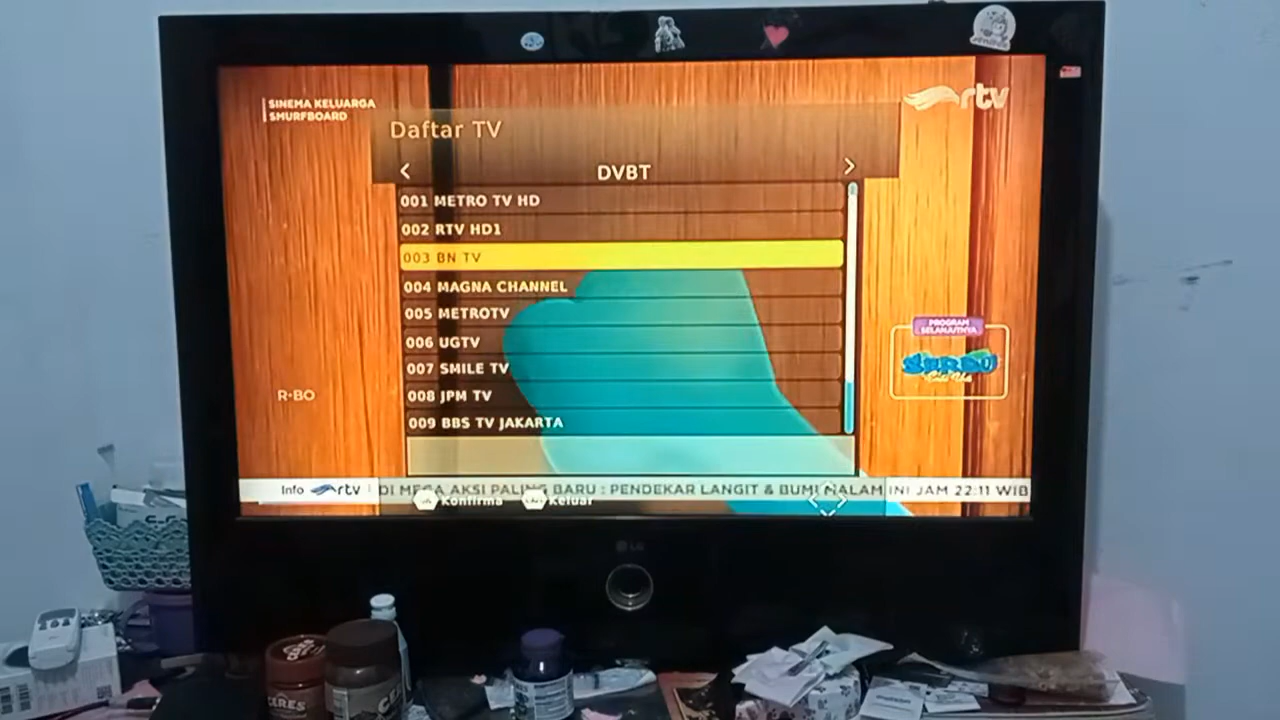 SINEMA KELUARGA
SMURFBOARD
rtv
Daftar TV
DVBT
001 METRO TV HD
002 RTV HD1
003 BN TV
004 MAGNA CHANNEL
005 METROTV
006 UGTV
007 SMILE TV
008 JPM TV
009 BBS TV JAKARTA
PROGRAM
SELANJUTNYA
R-BO
Info rtv
DI MEGA AKSI PALING BARU : PENDEKAR LANGIT & BUMI MALAM INI JAM 22:11 WIB
Konfirma
Keluar
LG
CERES